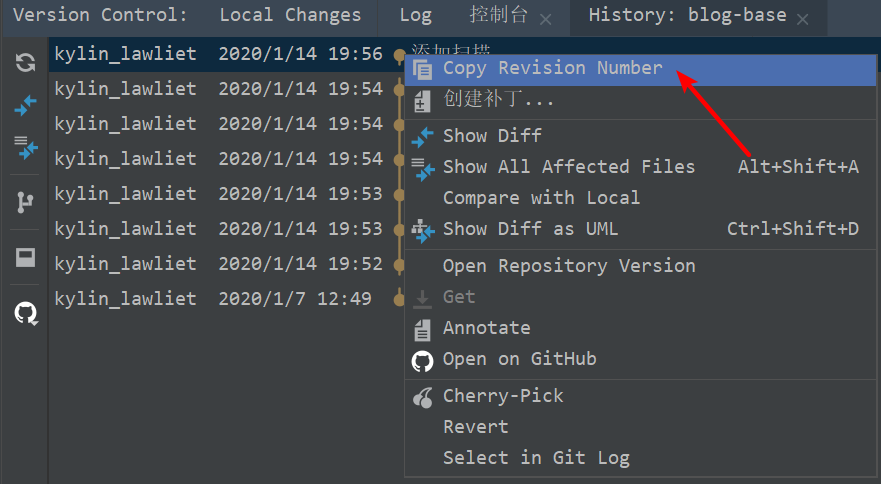 Version Control: Local Changes Log 控制台 History: blog-base
kylin_lawliet 2020/1/14 19:56 添加扫描
kylin_lawliet 2020/1/14 19:54
kylin_lawliet 2020/1/14 19:54
kylin_lawliet 2020/1/14 19:54
kylin_lawliet 2020/1/14 19:53
kylin_lawliet 2020/1/14 19:53
kylin_lawliet 2020/1/14 19:52
kylin_lawliet 2020/1/7 12:49
Copy Revision Number
创建补丁...
Show Diff
Show All Affected Files Alt+Shift+A
Compare with Local
Show Diff as UML Ctrl+Shift+D
Open Repository Version
Get
Annotate
Open on GitHub
Cherry-Pick
Revert
Select in Git Log